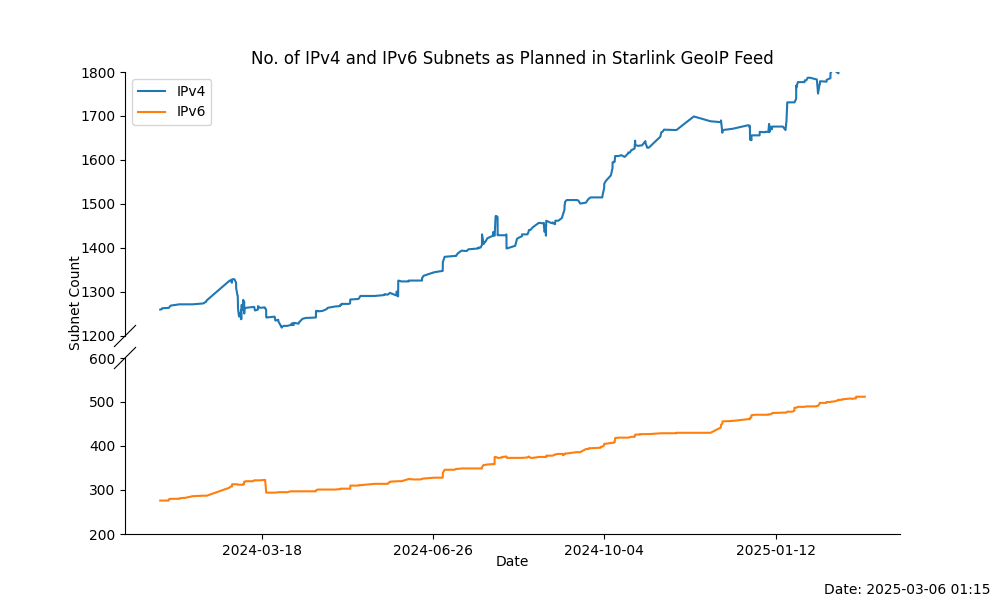 No. of IPv4 and IPv6 Subnets as Planned in Starlink GeoIP Feed
IPv4
IPv6
1800
1700
1600
1500
1400
1300
1200
600
500
400
300
200
Subnet Count
2024-03-18 2024-06-26 2024-10-04 2025-01-12
Date
Date: 2025-03-06 01:15